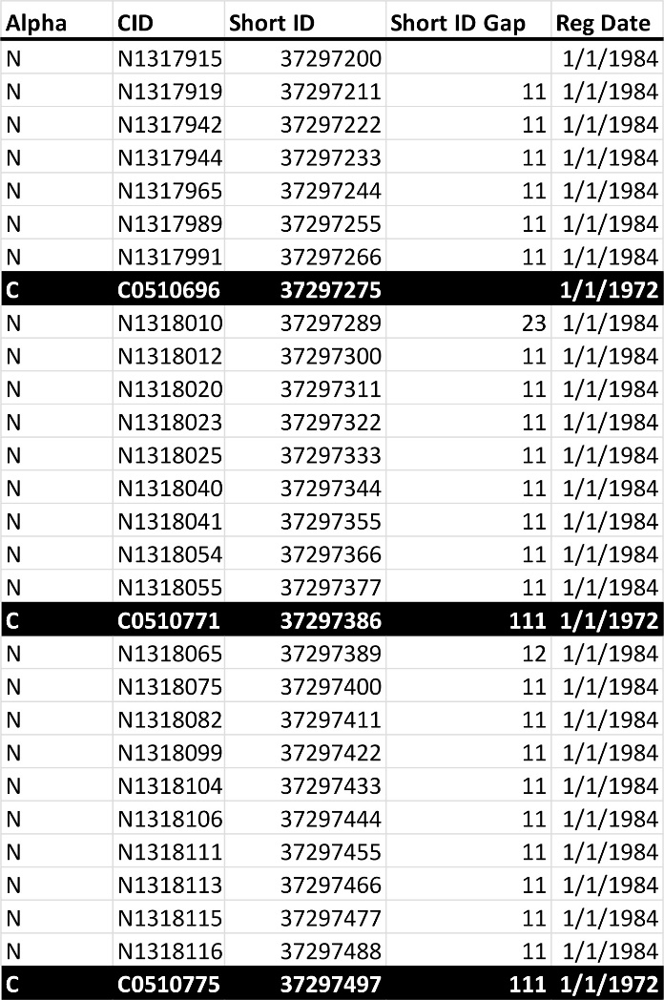 Alpha CID Short ID Short ID Gap Reg Date
N N1317915 37297200 1/1/1984
N N1317919 37297211 11 1/1/1984
N N1317942 37297222 11 1/1/1984
N N1317944 37297233 11 1/1/1984
N N1317965 37297244 11 1/1/1984
N N1317989 37297255 11 1/1/1984
N N1317991 37297266 11 1/1/1984
C C0510696 37297275 1/1/1972
N N1318010 37297289 23 1/1/1984
N N1318012 37297300 11 1/1/1984
N N1318020 37297311 11 1/1/1984
N N1318023 37297322 11 1/1/1984
N N1318025 37297333 11 1/1/1984
N N1318040 37297344 11 1/1/1984
N N1318041 37297355 11 1/1/1984
N N1318054 37297366 11 1/1/1984
N N1318055 37297377 11 1/1/1984
C C0510771 37297386 111 1/1/1972
N N1318065 37297389 12 1/1/1984
N N1318075 37297400 11 1/1/1984
N N1318082 37297411 11 1/1/1984
N N1318099 37297422 11 1/1/1984
N N1318104 37297433 11 1/1/1984
N N1318106 37297444 11 1/1/1984
N N1318111 37297455 11 1/1/1984
N N1318113 37297466 11 1/1/1984
N N1318115 37297477 11 1/1/1984
N N1318116 37297488 11 1/1/1984
C C0510775 37297497 111 1/1/1972